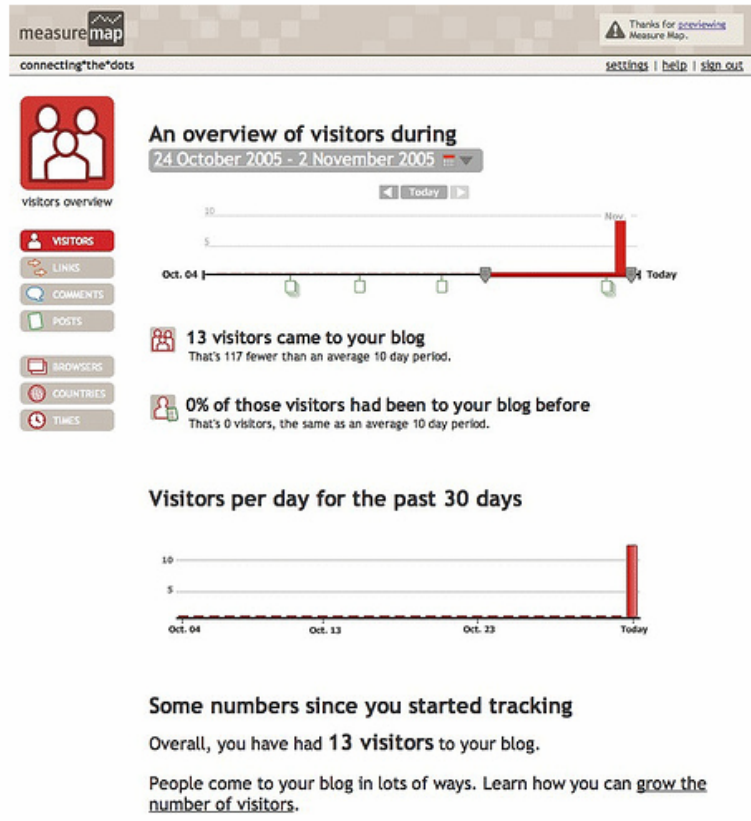 measure map
Thanks for previewing
Measure Map.
connecting*the*dots
settings | help | sign out
visitors overview
VISITORS
LINKS
COMMENTS
POSTS
BROWSERS
COUNTRIES
TIMES
An overview of visitors during
24 October 2005 - 2 November 2005
Today
10
Nov.
5
Oct. 04
Today
13 visitors came to your blog
That's 117 fewer than an average 10 day period.
0% of those visitors had been to your blog before
That's 0 visitors, the same as an average 10 day period.
Visitors per day for the past 30 days
10
5
Oct. 04 Oct. 13 Oct. 23 Today
Some numbers since you started tracking
Overall, you have had 13 visitors to your blog.
People come to your blog in lots of ways. Learn how you can grow the
number of visitors.